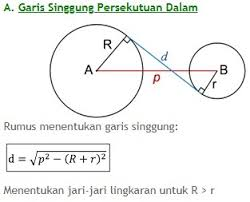 A. Garis Singgung Persekutuan Dalam
R
d
A
B
p
r
Rumus menentukan garis singgung:
d = √p² − (R + r)²
Menentukan jari-jari lingkaran untuk R > r